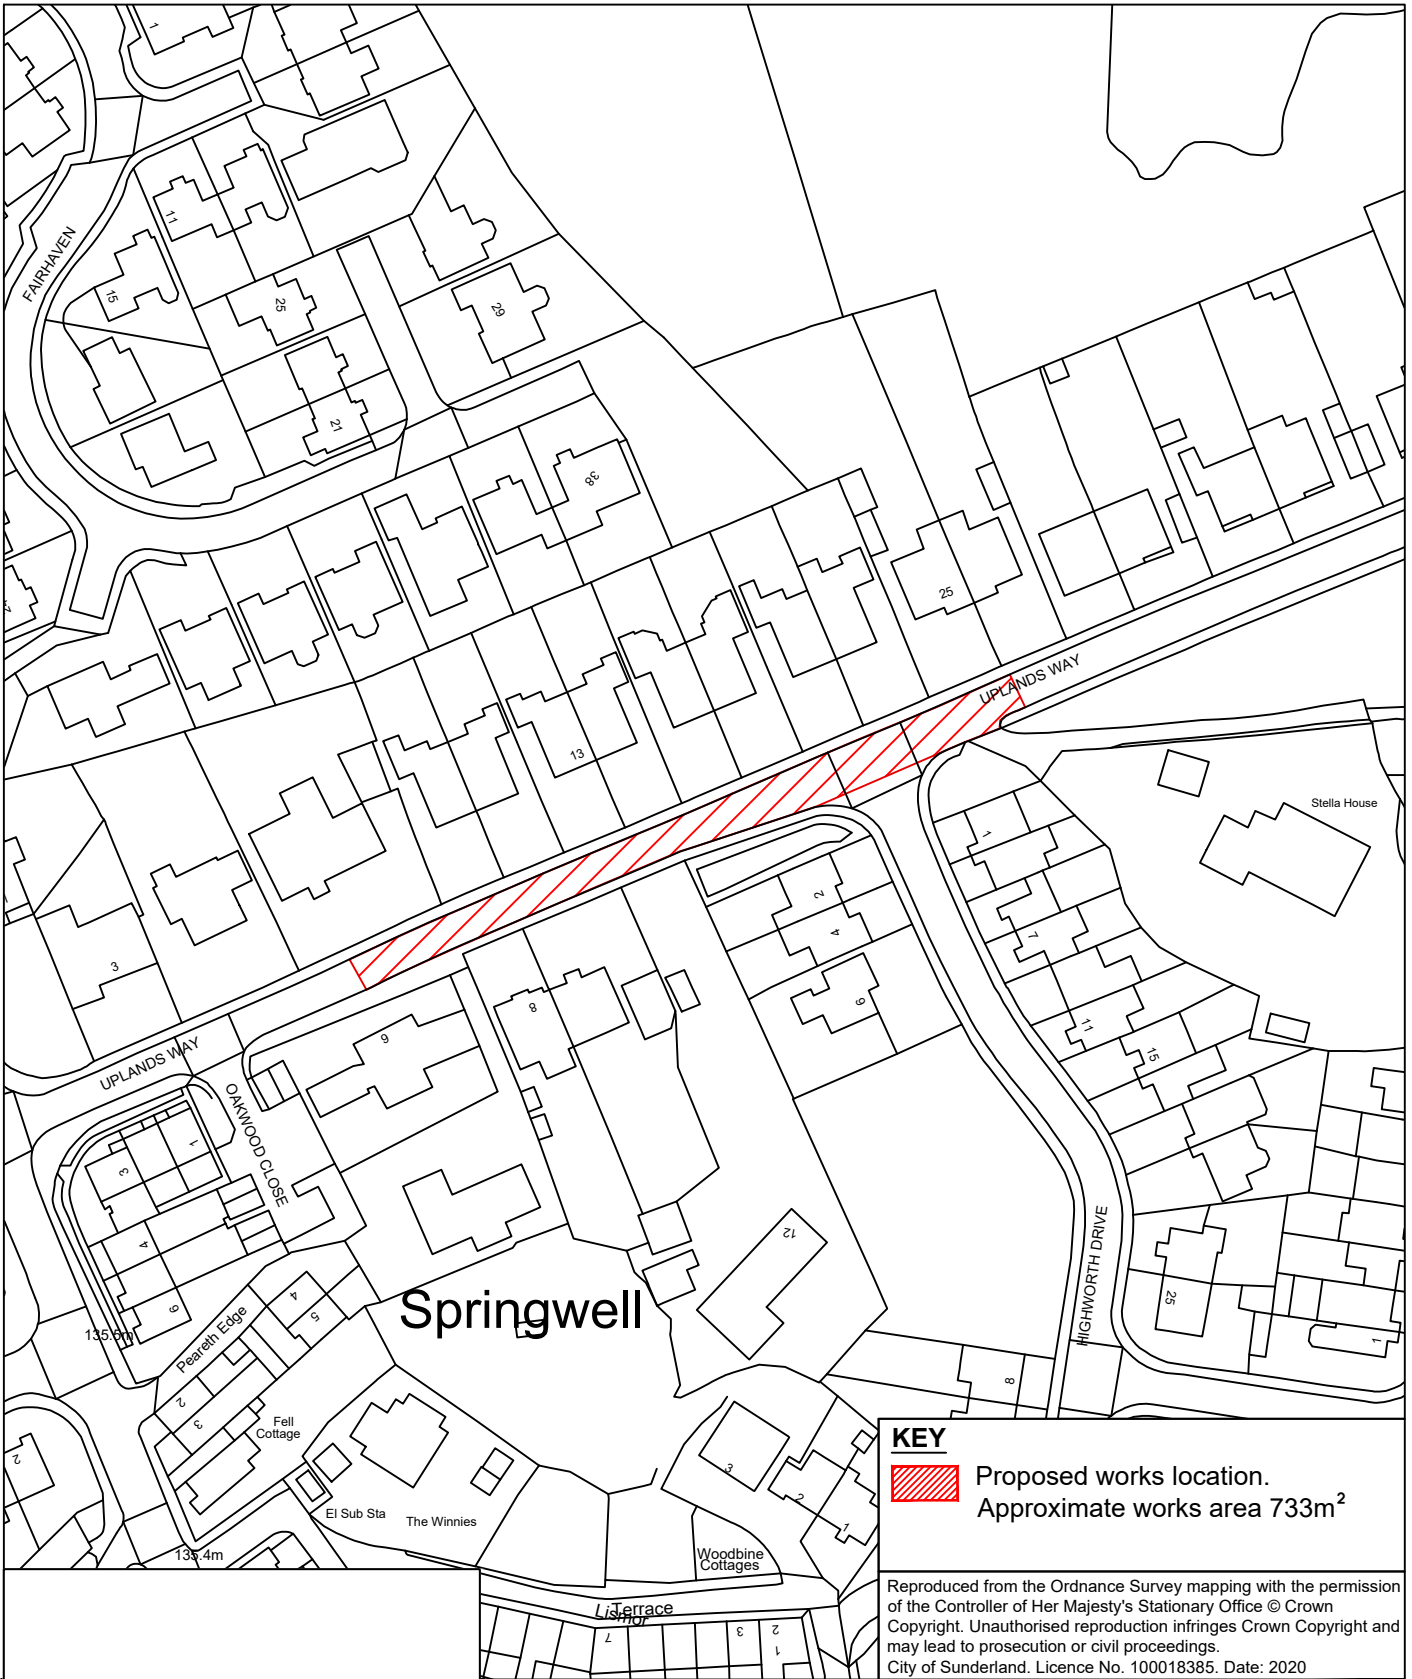 1
FAIRHAVEN
11
15
25
29
21
38
17
25
UPLANDS WAY
13
Stella House
1
2
4
7
3
6
11
8
15
9
UPLANDS WAY
OAKWOOD CLOSE
1
3
4
6
12
HIGHWORTH DRIVE
25
1
Springwell
135.5m
Peareth Edge
4
5
2
3
8
Fell
Cottage
2
3
2
1
El Sub Sta
The Winnies
135.4m
Woodbine
Cottages
Lismor
Terrace
7
3
2
1
KEY
Proposed works location.
Approximate works area 733m²
Reproduced from the Ordnance Survey mapping with the permission
of the Controller of Her Majesty's Stationary Office © Crown
Copyright. Unauthorised reproduction infringes Crown Copyright and
may lead to prosecution or civil proceedings.
City of Sunderland. Licence No. 100018385. Date: 2020